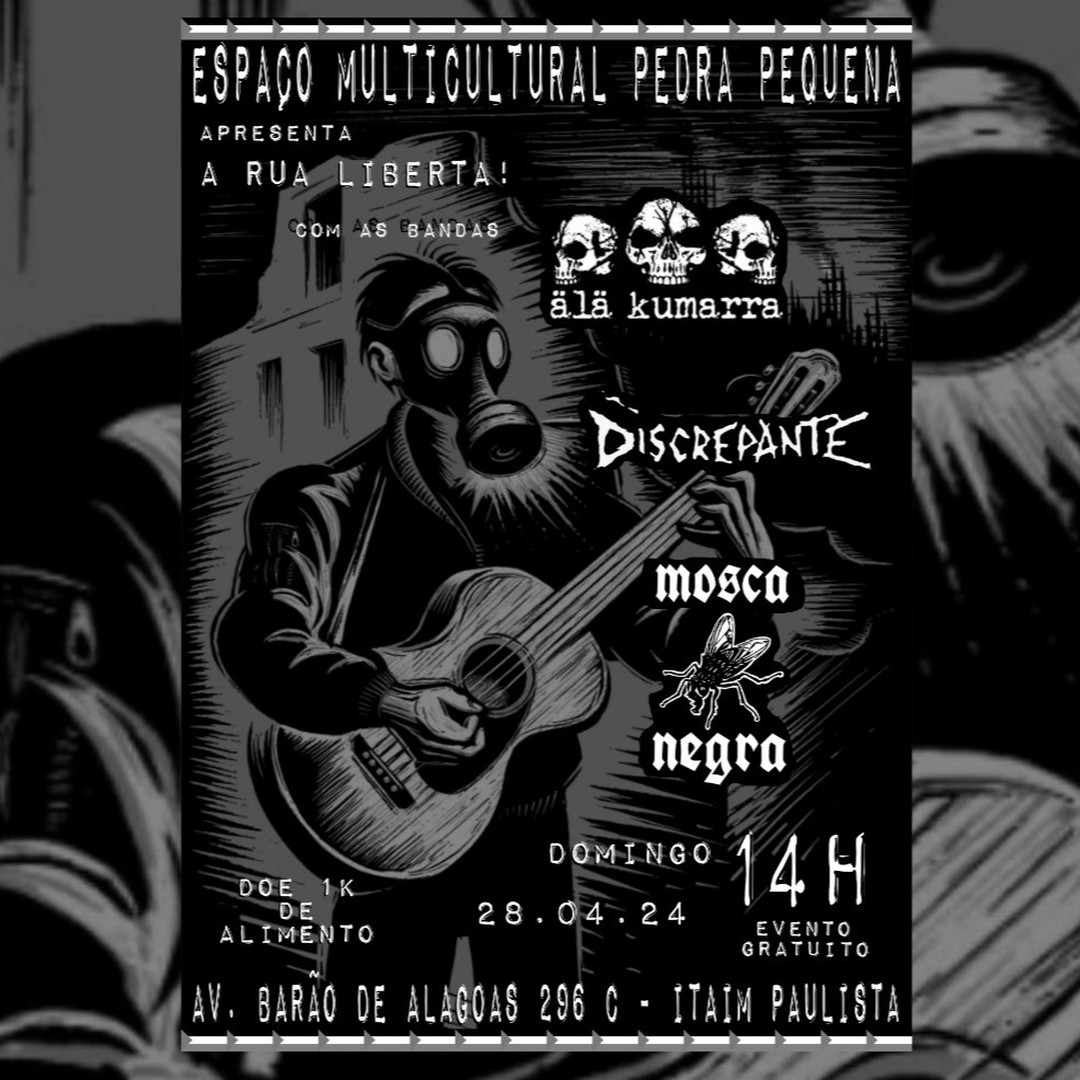 ESPAÇO MULTICULTURAL PEDRA PEQUENA
APRESENTA
A RUA LIBERTA!
COM AS BANDAS
älä kumarra
DISCREPANTE
mosca
negra
DOMINGO 14H
28.04.24
EVENTO
GRATUITO
DOE 1K
DE
ALIMENTO
AV. BARÃO DE ALAGOAS 296 C - ITAIM PAULISTA